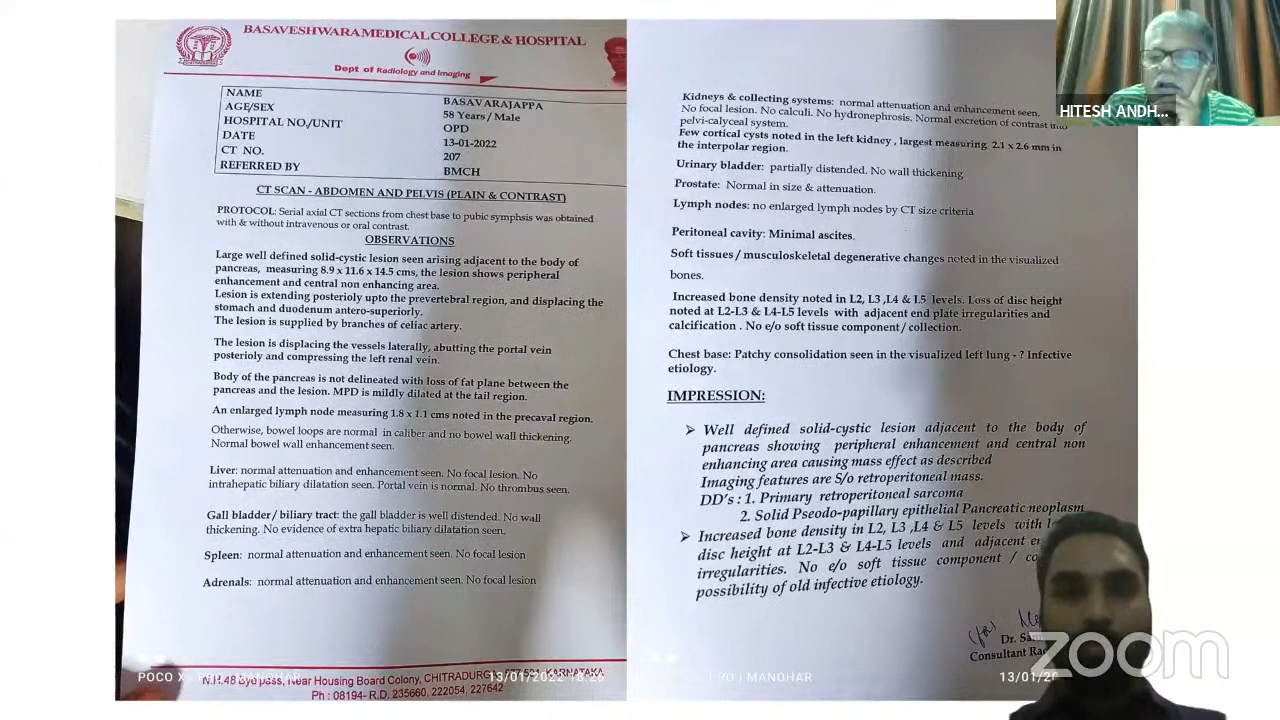 BASAVESHWARA MEDICAL COLLEGE & HOSPITAL
Dept of Radiology and Imaging
NAME BASAVARAJAPPA
AGE/SEX 58 Years / Male
HOSPITAL NO./UNIT OPD
DATE 13-01-2022
CT NO. 207
REFERRED BY BMCH
CT SCAN - ABDOMEN AND PELVIS (PLAIN & CONTRAST)
PROTOCOL: Serial axial CT sections from chest base to pubic symphsis was obtained
with & without intravenous or oral contrast.
OBSERVATIONS
Large well defined solid-cystic lesion seen arising adjacent to the body of
pancreas, measuring 8.9 x 11.6 x 14.5 cms, the lesion shows peripheral
enhancement and central non enhancing area.
Lesion is extending posterioly upto the prevertebral region, and displacing the
stomach and duodenum antero-superiorly.
The lesion is supplied by branches of celiac artery.
The lesion is displacing the vessels laterally, abutting the portal vein
posterioly and compressing the left renal vein.
Body of the pancreas is not delineated with loss of fat plane between the
pancreas and the lesion. MPD is mildly dilated at the tail region.
An enlarged lymph node measuring 1.8 x 1.1 cms noted in the precaval region.
Otherwise, bowel loops are normal in caliber and no bowel wall thickening.
Normal bowel wall enhancement seen.
Liver: normal attenuation and enhancement seen. No focal lesion. No
intrahepatic biliary dilatation seen. Portal vein is normal. No thrombus seen.
Gall bladder/ biliary tract: the gall bladder is well distended. No wall
thickening. No evidence of extra hepatic biliary dilatation seen.
Spleen: normal attenuation and enhancement seen. No focal lesion
Adrenals: normal attenuation and enhancement seen. No focal lesion
POCO X
13/01/2022 18:26
Bypass, Near Housing Board Colony, CHITRADURGA KARNATAKA
Ph : 08194- R.D. 235660, 222054, 227642
Kidneys & collecting systems: normal attenuation and enhancement seen.
No focal lesion. No calculi. No hydronephrosis. Normal excretion of contrast into
pelvi-calyceal system.
Few cortical cysts noted in the left kidney , largest measuring 2.1 x 2.6 mm in
the interpolar region.
Urinary bladder: partially distended. No wall thickening
Prostate: Normal in size & attenuation.
Lymph nodes: no enlarged lymph nodes by CT size criteria
Peritoneal cavity: Minimal ascites.
Soft tissues / musculoskeletal degenerative changes noted in the visualized
bones.
Increased bone density noted in L2, L3 ,L4 & L5 levels. Loss of disc height
noted at L2-L3 & L4-L5 levels with adjacent end plate irregularities and
calcification . No e/o soft tissue component / collection.
Chest base: Patchy consolidation seen in the visualized left lung - ? Infective
etiology.
IMPRESSION:
➢ Well defined solid-cystic lesion adjacent to the body of
pancreas showing peripheral enhancement and central non
enhancing area causing mass effect as described
Imaging features are S/o retroperitoneal mass.
DD's : 1. Primary retroperitoneal sarcoma
2. Solid Pseodo-papillary epithelial Pancreatic neoplasm
➢ Increased bone density in L2, L3 ,L4 & L5 levels with
disc height at L2-L3 & L4-L5 levels and adjacent
irregularities. No e/o soft tissue component /
possibility of old infective etiology.
Dr.
Consultant
MANOHAR
13/01/20
HITESH ANDH...
zoom